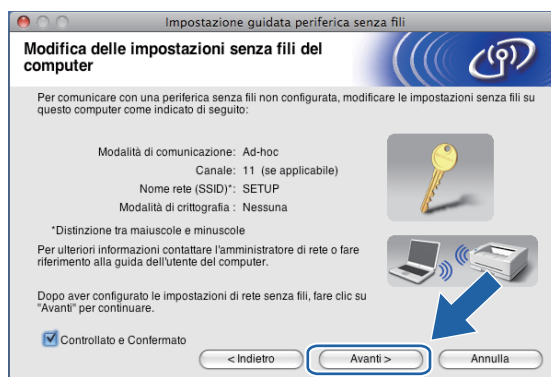 Impostazione guidata periferica senza fili
Modifica delle impostazioni senza fili del
computer
Per comunicare con una periferica senza fili non configurata, modificare le impostazioni senza fili su
questo computer come indicato di seguito:
Modalità di comunicazione: Ad-hoc
Canale: 11 (se applicabile)
Nome rete (SSID)*: SETUP
Modalità di crittografia : Nessuna
*Distinzione tra maiuscole e minuscole
Per ulteriori informazioni contattare l'amministratore di rete o fare
riferimento alla guida dell'utente del computer.
Dopo aver configurato le impostazioni di rete senza fili, fare clic su
"Avanti" per continuare.
Controllato e Confermato
< Indietro Avanti > Annulla